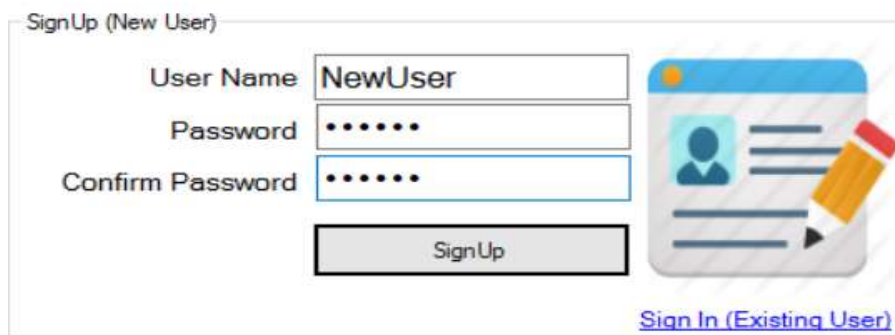 SignUp (New User)
User Name NewUser
Password ••••••
Confirm Password ••••••
SignUp
Sign In (Existing User)